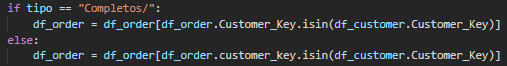 if tipo == "Completos/":
    df_order = df_order[df_order.Customer_Key.isin(df_customer.Customer_Key)]
else:
    df_order = df_order[df_order.Customer_key.isin(df_customer.Customer_Key)]